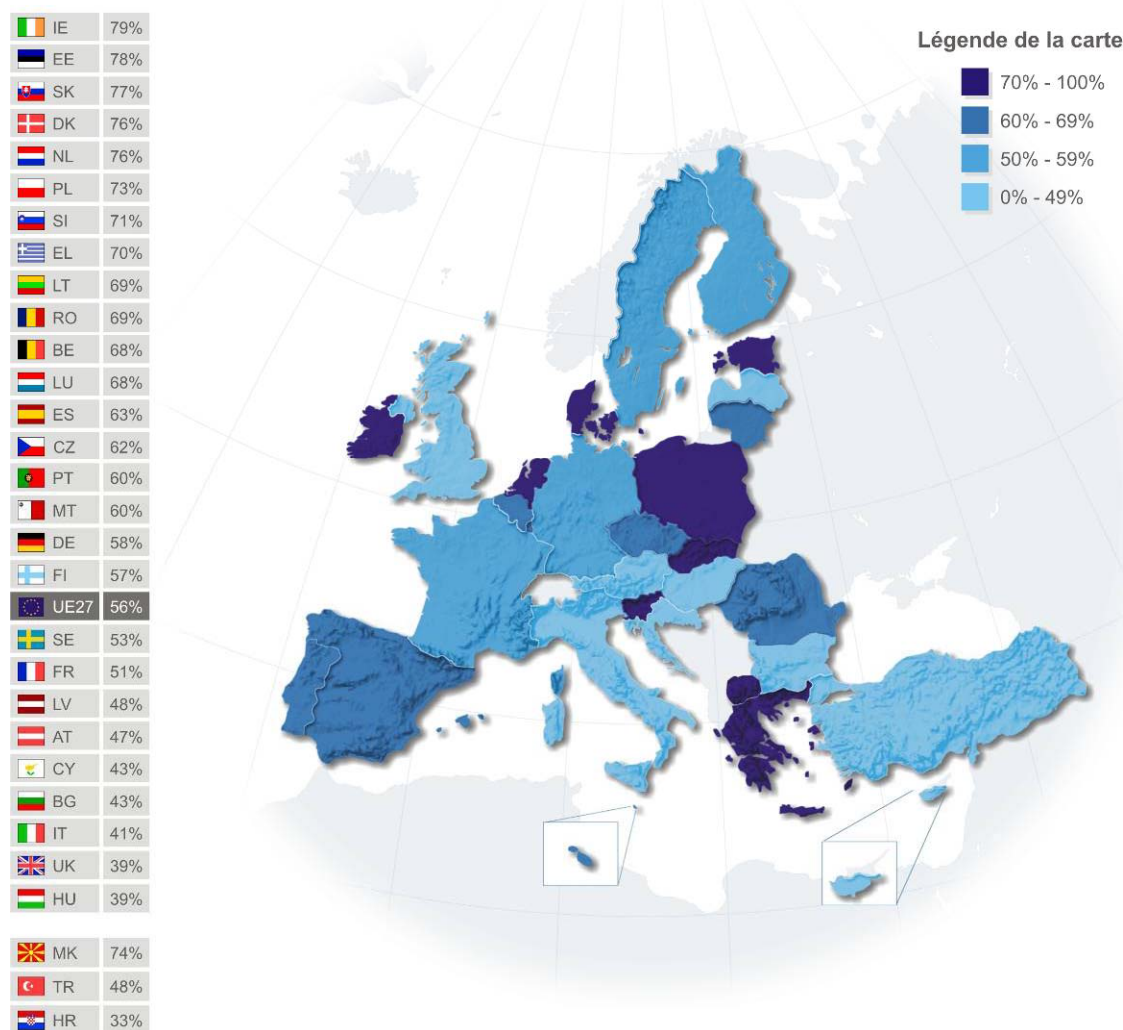 IE 79%
EE 78%
SK 77%
DK 76%
NL 76%
PL 73%
SI 71%
EL 70%
LT 69%
RO 69%
BE 68%
LU 68%
ES 63%
CZ 62%
PT 60%
MT 60%
DE 58%
FI 57%
UE27 56%
SE 53%
FR 51%
LV 48%
AT 47%
CY 43%
BG 43%
IT 41%
UK 39%
HU 39%
MK 74%
TR 48%
HR 33%
Légende de la carte
70% - 100%
60% - 69%
50% - 59%
0% - 49%